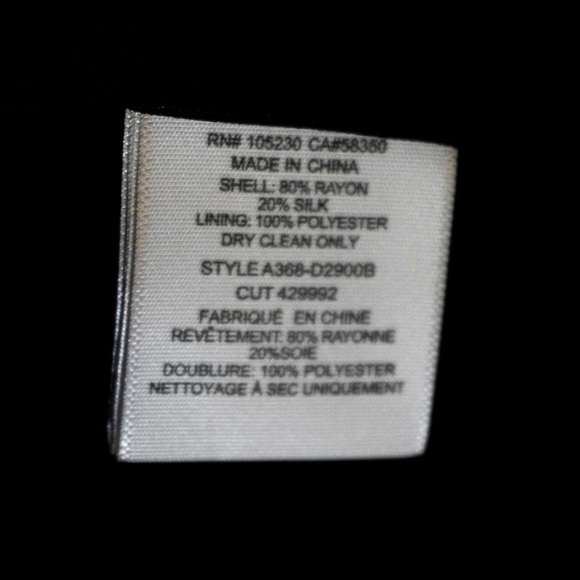 RN# 105230 CA#58350
MADE IN CHINA
SHELL: 80% RAYON
20% SILK
LINING: 100% POLYESTER
DRY CLEAN ONLY
STYLE A368-D2900B
CUT 429992
FABRIQUÉ EN CHINE
REVÊTEMENT: 80% RAYONNE
20%SOIE
DOUBLURE: 100% POLYESTER
NETTOYAGE À SEC UNIQUEMENT